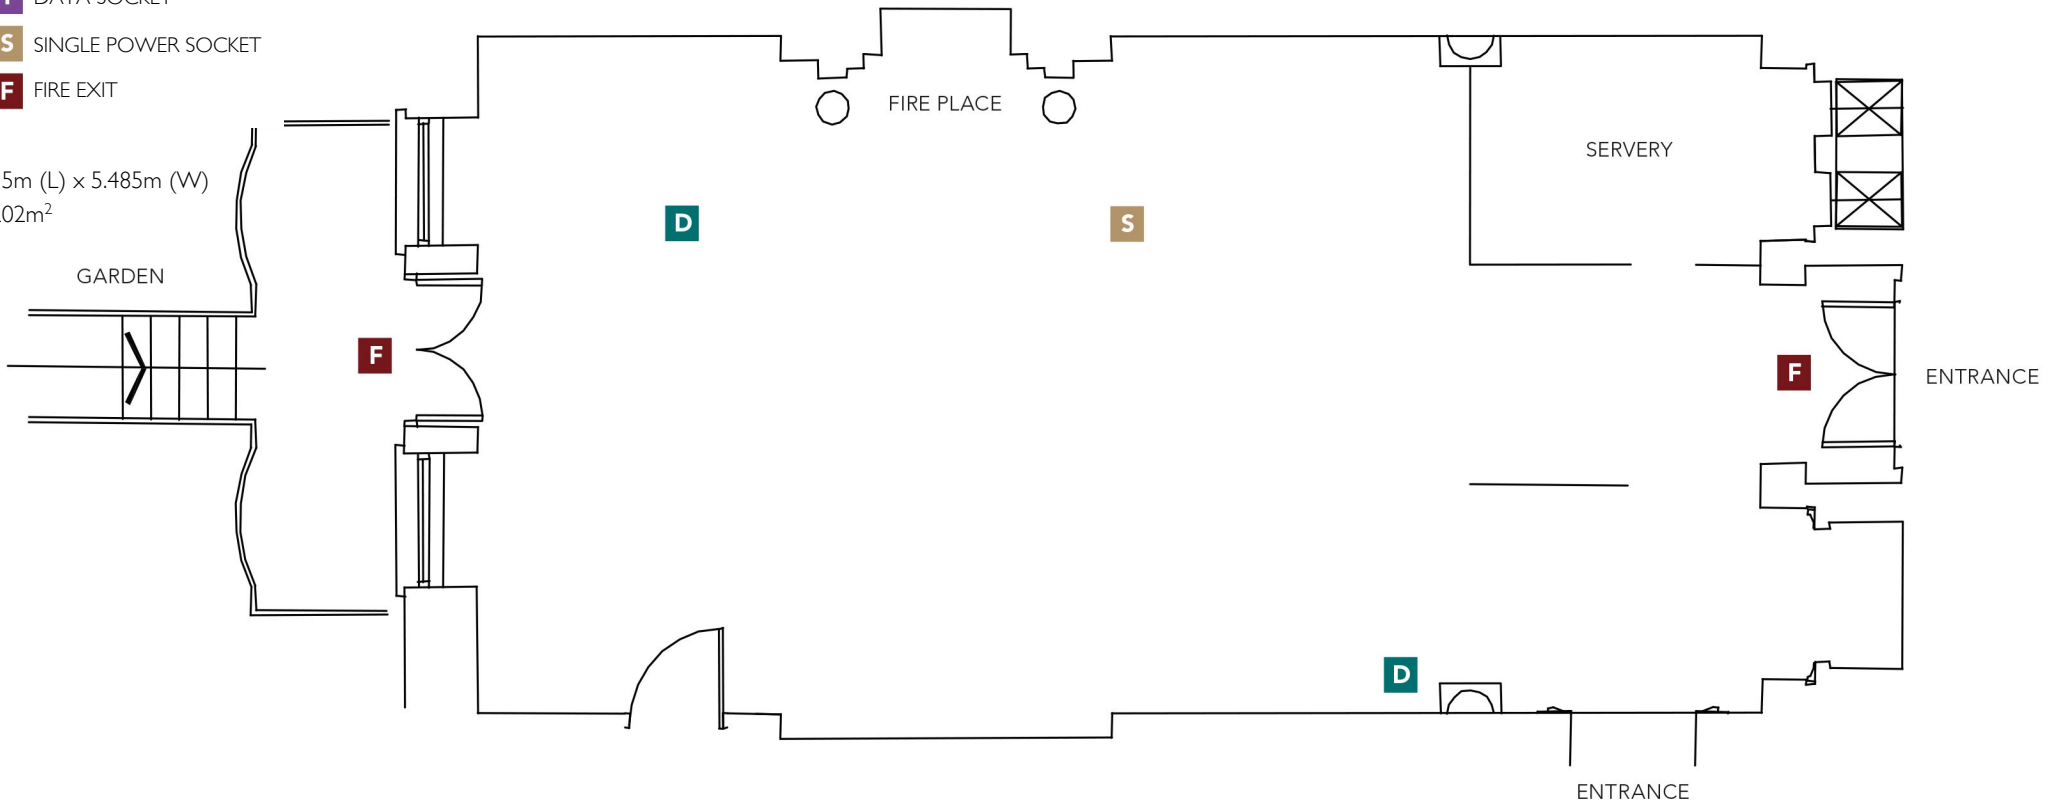 S SINGLE POWER SOCKET
F FIRE EXIT
5m (L) x 5.485m (W)
02m²
GARDEN
FIRE PLACE
SERVERY
D
S
F
F
ENTRANCE
D
ENTRANCE